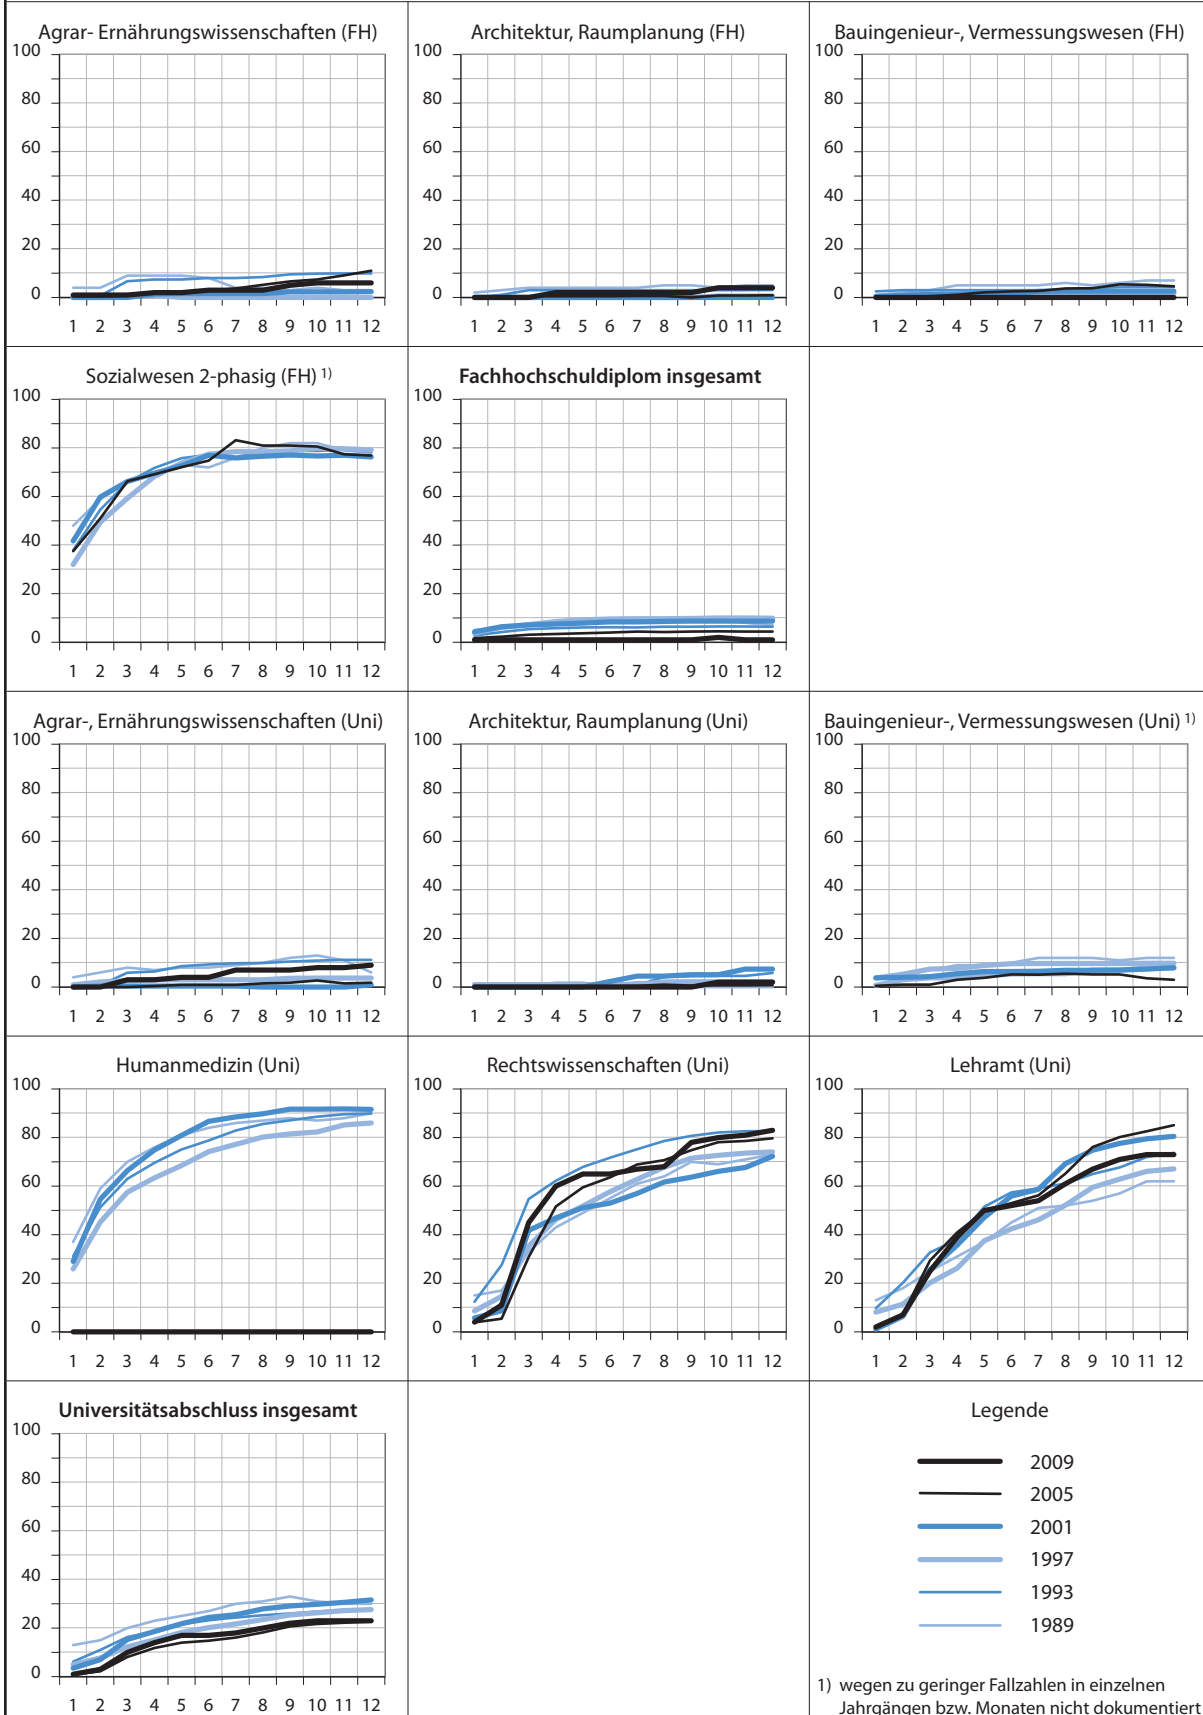 Agrar- Ernährungswissenschaften (FH)
100
80
60
40
20
0
1 2 3 4 5 6 7 8 9 10 11 12
Architektur, Raumplanung (FH)
100
80
60
40
20
0
1 2 3 4 5 6 7 8 9 10 11 12
Bauingenieur-, Vermessungswesen (FH)
100
80
60
40
20
0
1 2 3 4 5 6 7 8 9 10 11 12
Sozialwesen 2-phasig (FH) 1)
100
80
60
40
20
0
1 2 3 4 5 6 7 8 9 10 11 12
Fachhochschuldiplom insgesamt
100
80
60
40
20
0
1 2 3 4 5 6 7 8 9 10 11 12
Agrar-, Ernährungswissenschaften (Uni)
100
80
60
40
20
0
1 2 3 4 5 6 7 8 9 10 11 12
Architektur, Raumplanung (Uni)
100
80
60
40
20
0
1 2 3 4 5 6 7 8 9 10 11 12
Bauingenieur-, Vermessungswesen (Uni) 1)
100
80
60
40
20
0
1 2 3 4 5 6 7 8 9 10 11 12
Humanmedizin (Uni)
100
80
60
40
20
0
1 2 3 4 5 6 7 8 9 10 11 12
Rechtswissenschaften (Uni)
100
80
60
40
20
0
1 2 3 4 5 6 7 8 9 10 11 12
Lehramt (Uni)
100
80
60
40
20
0
1 2 3 4 5 6 7 8 9 10 11 12
Universitätsabschluss insgesamt
100
80
60
40
20
0
1 2 3 4 5 6 7 8 9 10 11 12
Legende
2009
2005
2001
1997
1993
1989
1) wegen zu geringer Fallzahlen in einzelnen
Jahrgängen bzw. Monaten nicht dokumentiert